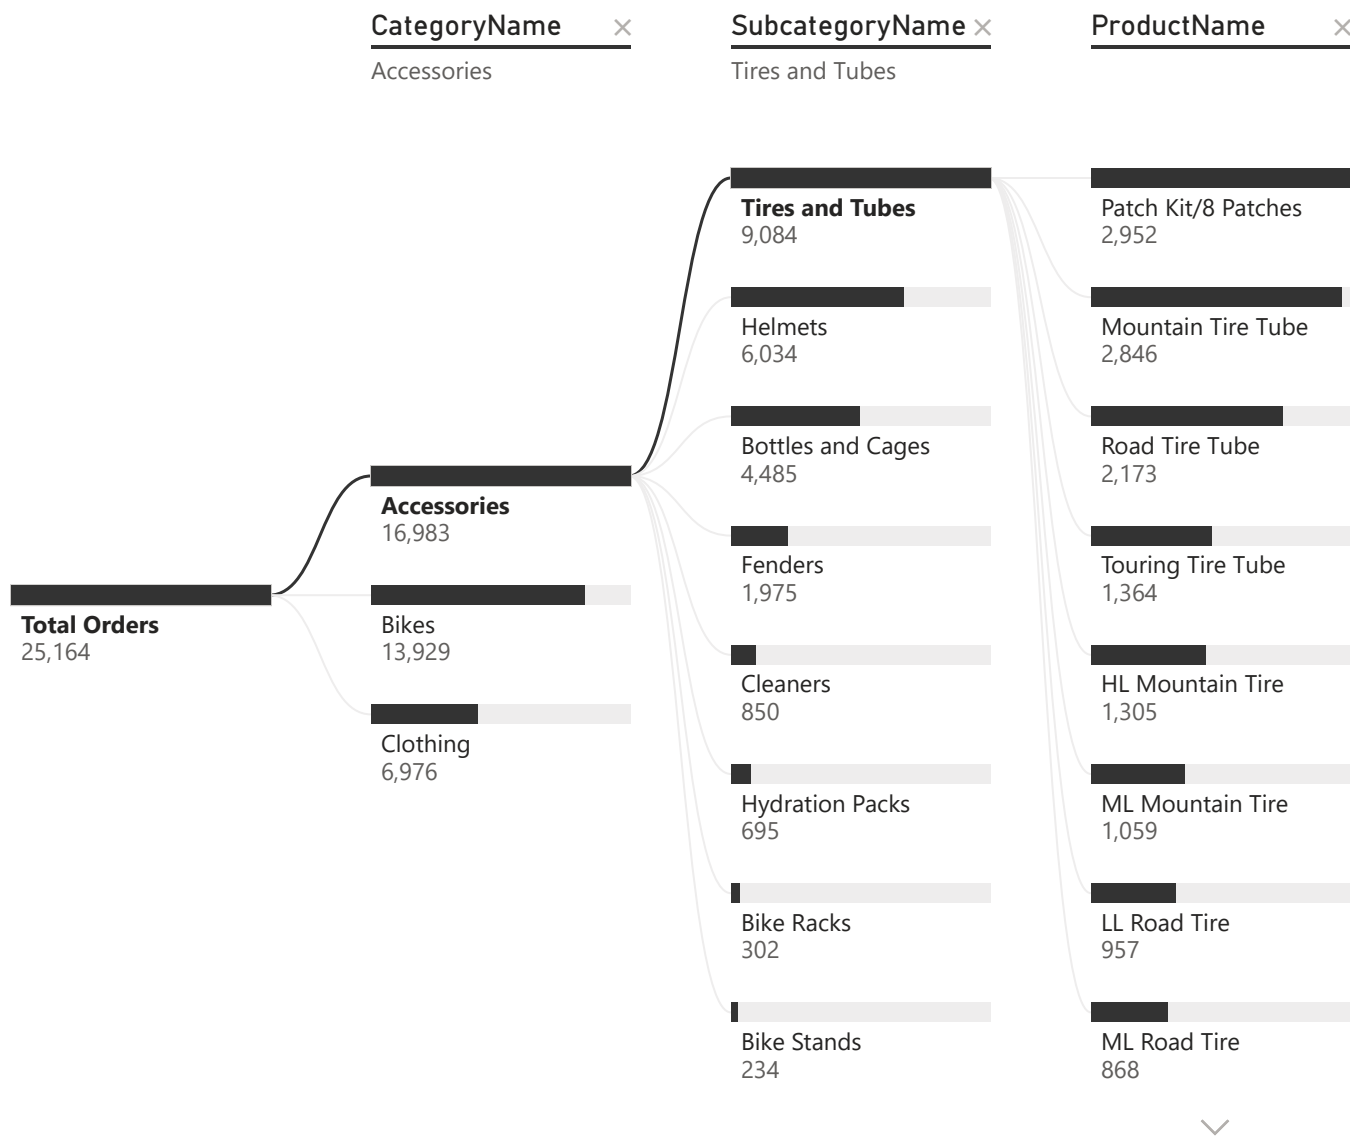 CategoryName
Accessories
SubcategoryName
Tires and Tubes
ProductName
Total Orders
25,164
Accessories
16,983
Bikes
13,929
Clothing
6,976
Tires and Tubes
9,084
Helmets
6,034
Bottles and Cages
4,485
Fenders
1,975
Cleaners
850
Hydration Packs
695
Bike Racks
302
Bike Stands
234
Patch Kit/8 Patches
2,952
Mountain Tire Tube
2,846
Road Tire Tube
2,173
Touring Tire Tube
1,364
HL Mountain Tire
1,305
ML Mountain Tire
1,059
LL Road Tire
957
ML Road Tire
868